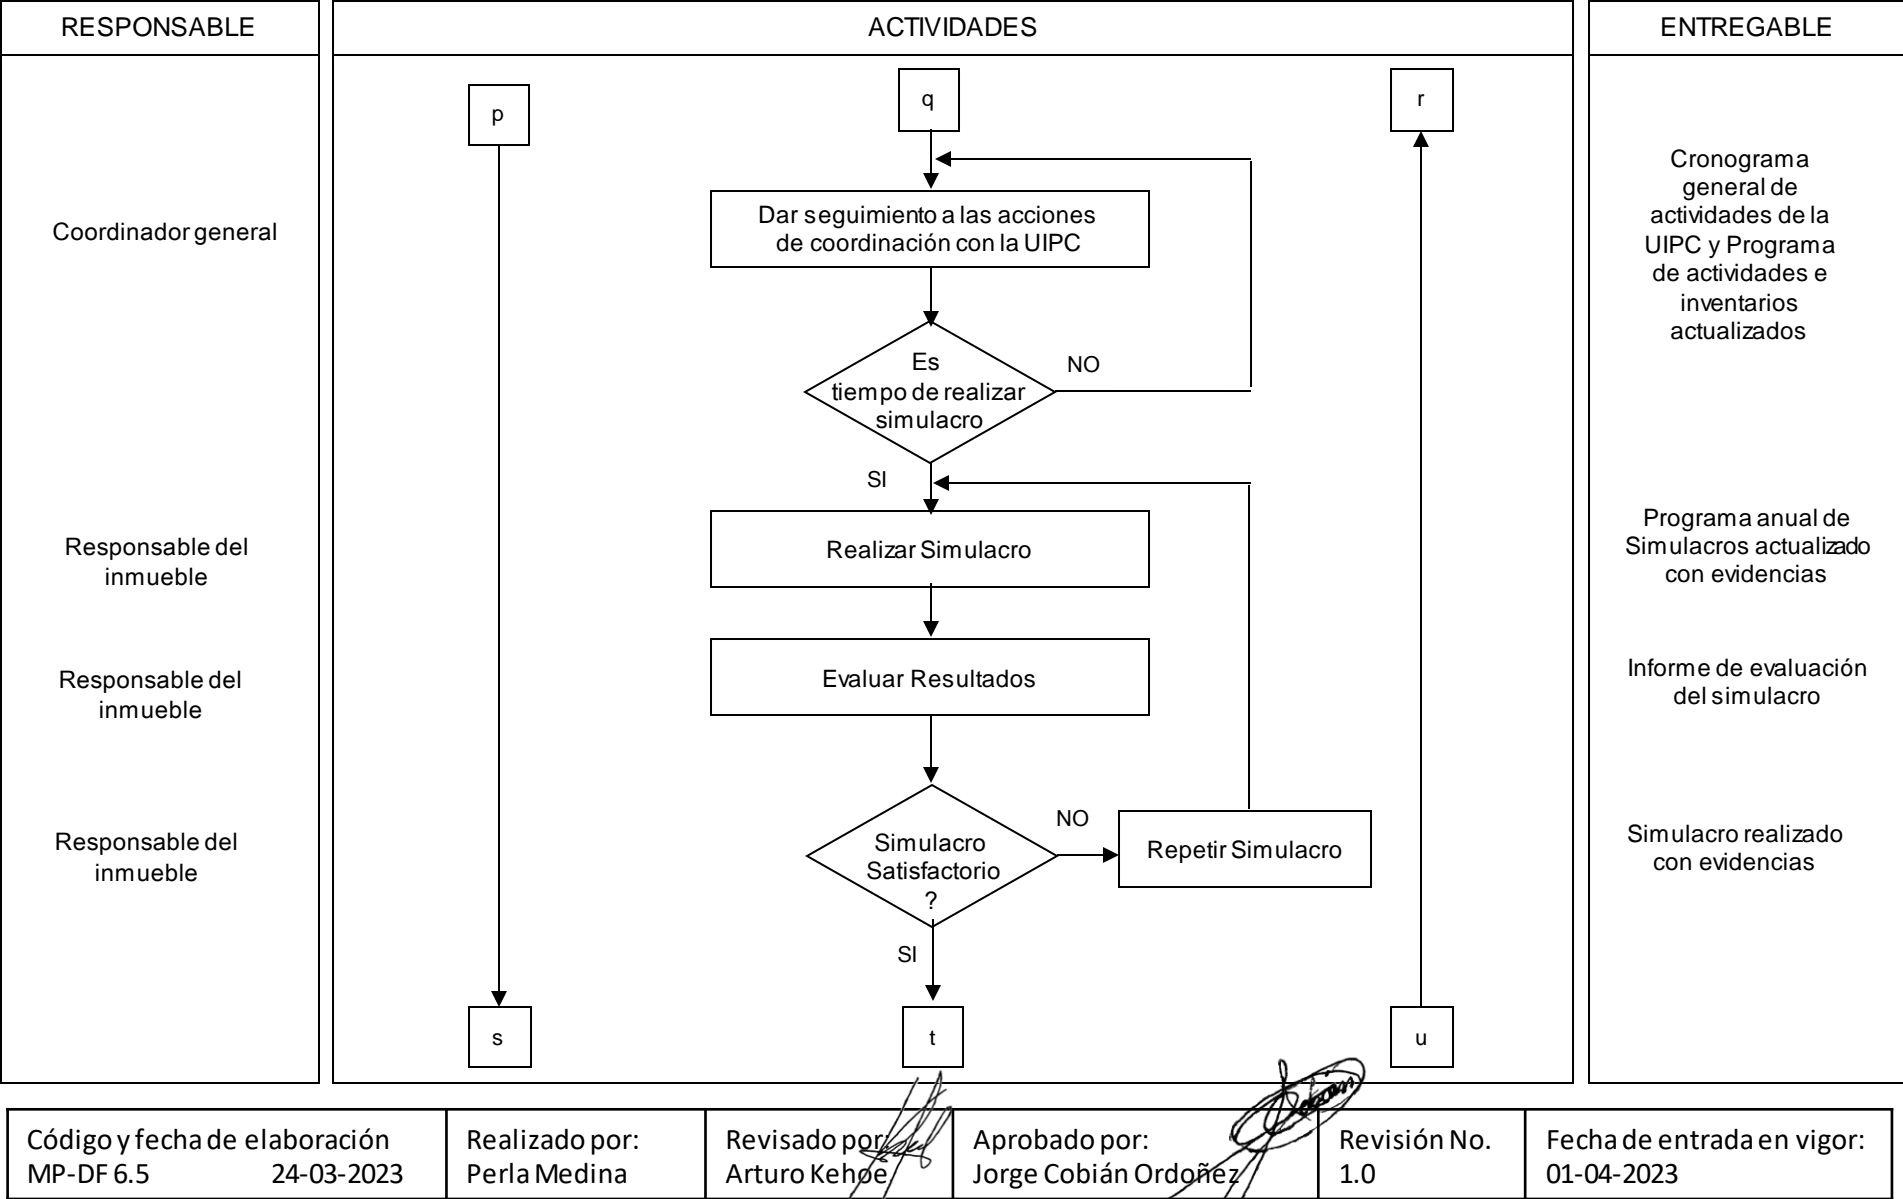 RESPONSABLE
ACTIVIDADES
ENTREGABLE
p
q
r
Coordinador general
Dar seguimiento a las acciones
de coordinación con la UIPC
Cronograma
general de
actividades de la
UIPC y Programa
de actividades e
inventarios
actualizados
Es
tiempo de realizar
simulacro
NO
SI
Responsable del
inmueble
Realizar Simulacro
Programa anual de
Simulacros actualizado
con evidencias
Responsable del
inmueble
Evaluar Resultados
Informe de evaluación
del simulacro
Responsable del
inmueble
Simulacro
Satisfactorio
?
NO
Repetir Simulacro
Simulacro realizado
con evidencias
SI
s
t
u
Código y fecha de elaboración
MP-DF 6.5 24-03-2023
Realizado por:
Perla Medina
Revisado por
Arturo Kehoe
Aprobado por:
Jorge Cobián Ordoñez
Revisión No.
1.0
Fecha de entrada en vigor:
01-04-2023